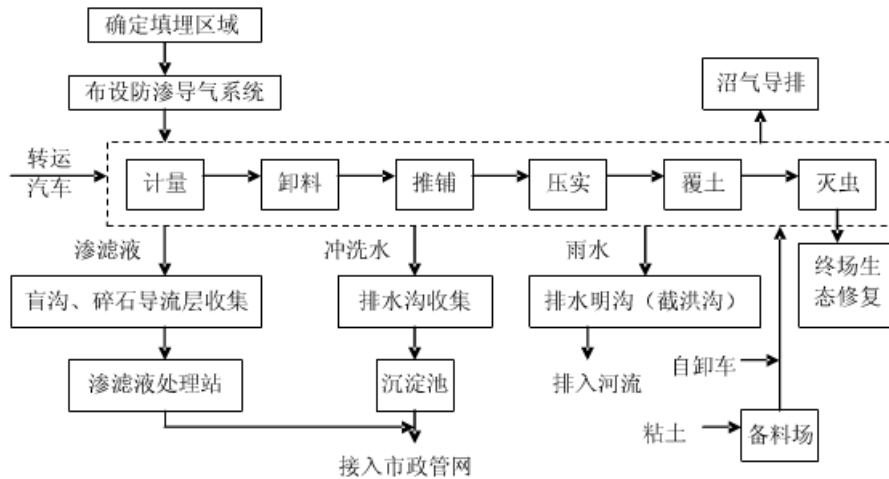 确定填埋区域
布设防渗导气系统
沼气导排
转运
汽车
计量
卸料
推铺
压实
覆土
灭虫
渗滤液
冲洗水
雨水
终场生
态修复
盲沟、碎石导流层收集
排水沟收集
排水明沟（截洪沟）
渗滤液处理站
沉淀池
排入河流
自卸车
粘土
备料场
接入市政管网